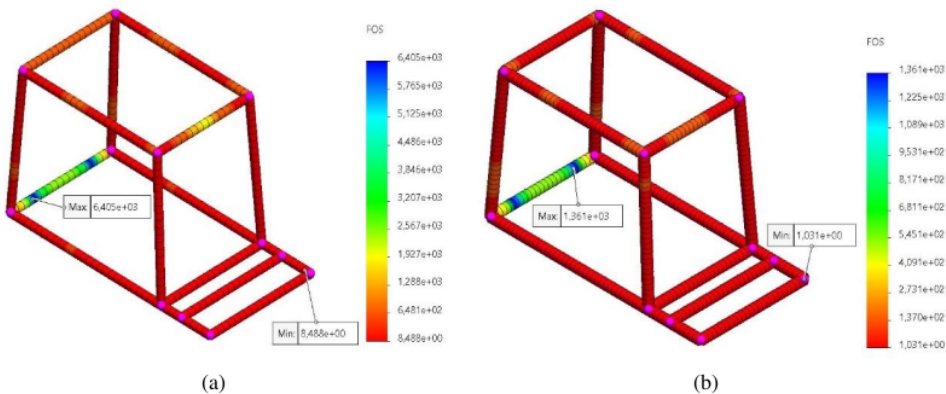 FOS
6,405e+03
5,765e+03
5,125e+03
4,486e+03
3,846e+03
3,207e+03
2,567e+03
1,927e+03
1,288e+03
6,481e+02
8,488e+00
Max: 6,405e+03
Min: 8,488e+00
(a)
FOS
1,361e+03
1,225e+03
1,089e+03
9,531e+02
8,171e+02
6,811e+02
5,451e+02
4,091e+02
2,731e+02
1,370e+02
1,031e+00
Max: 1,361e+03
Min: 1,031e+00
(b)